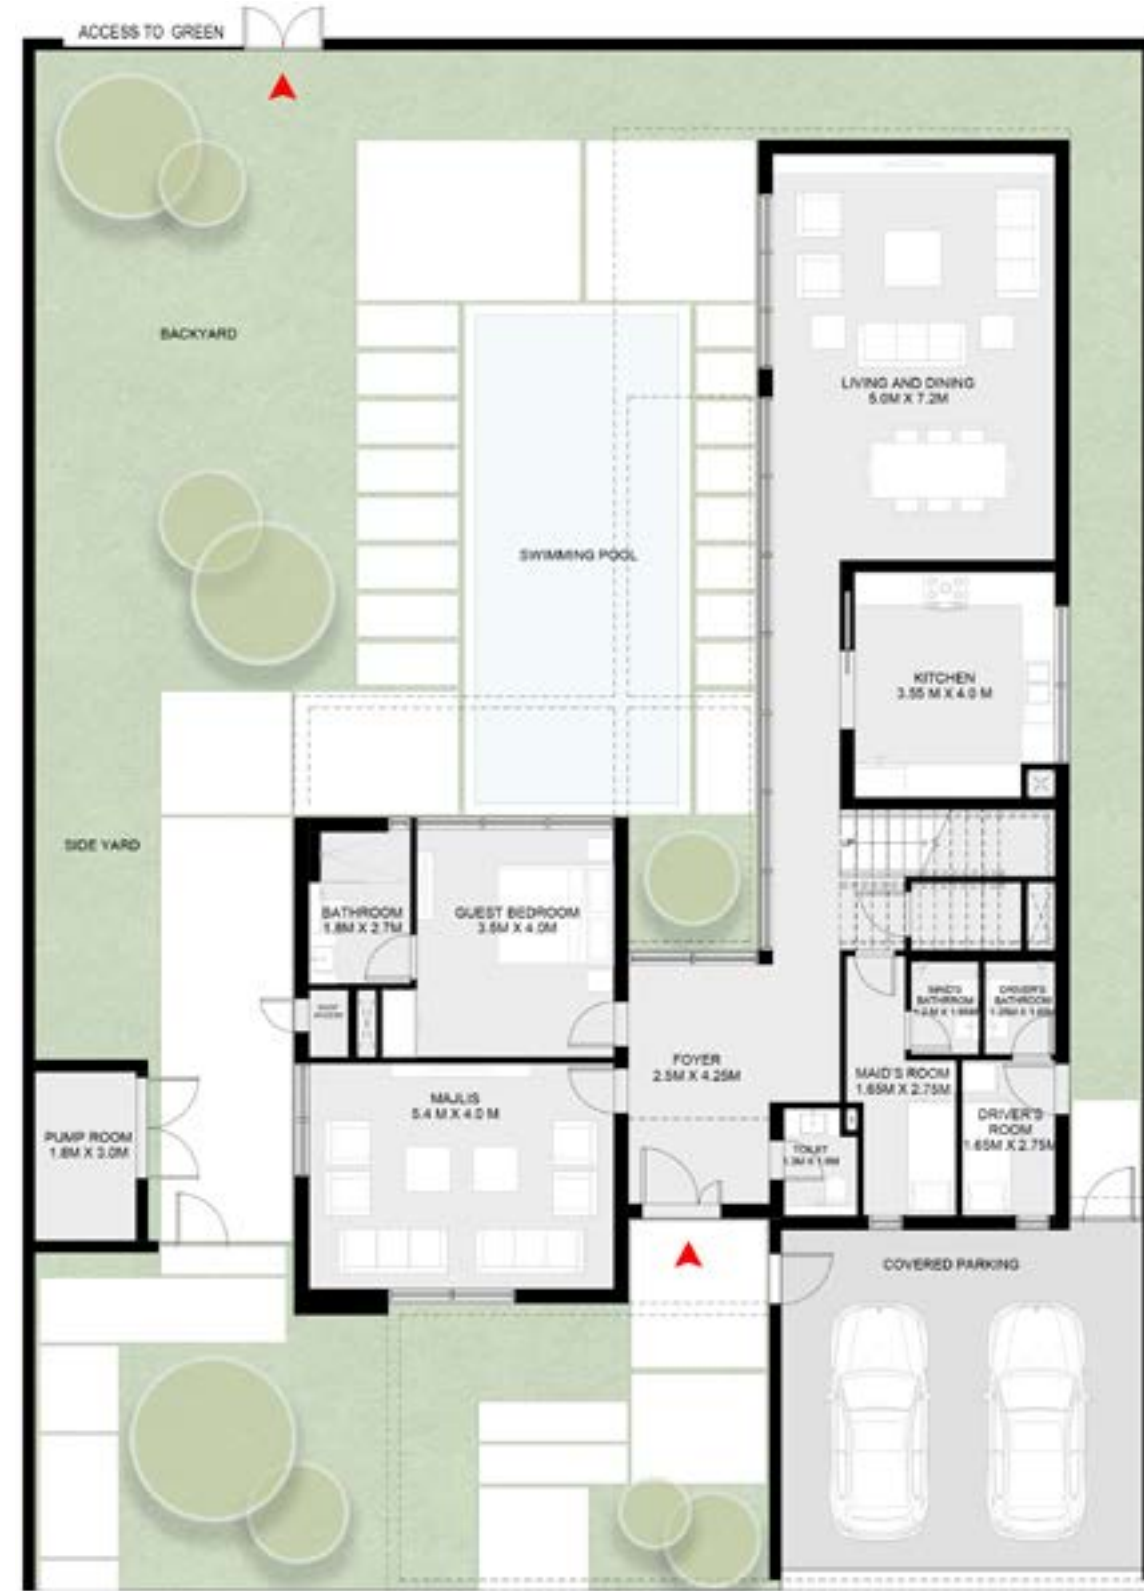 ACCESS TO GREEN
BACKYARD
LIVING AND DINING
5.0M X 7.2M
SWIMMING POOL
KITCHEN
3.55 M X 4.0 M
SIDE YARD
UP
BATHROOM
1.8M X 2.7M
GUEST BEDROOM
3.5M X 4.0M
MAID'S
BATHROOM
DRIVER'S
BATHROOM
FOYER
2.5M X 4.25M
MAID'S ROOM
1.65M X 2.75M
MAJLIS
5.4 M X 4.0 M
PUMP ROOM
1.8M X 3.0M
DRIVER'S
ROOM
1.65M X 2.75M
TOILET
COVERED PARKING